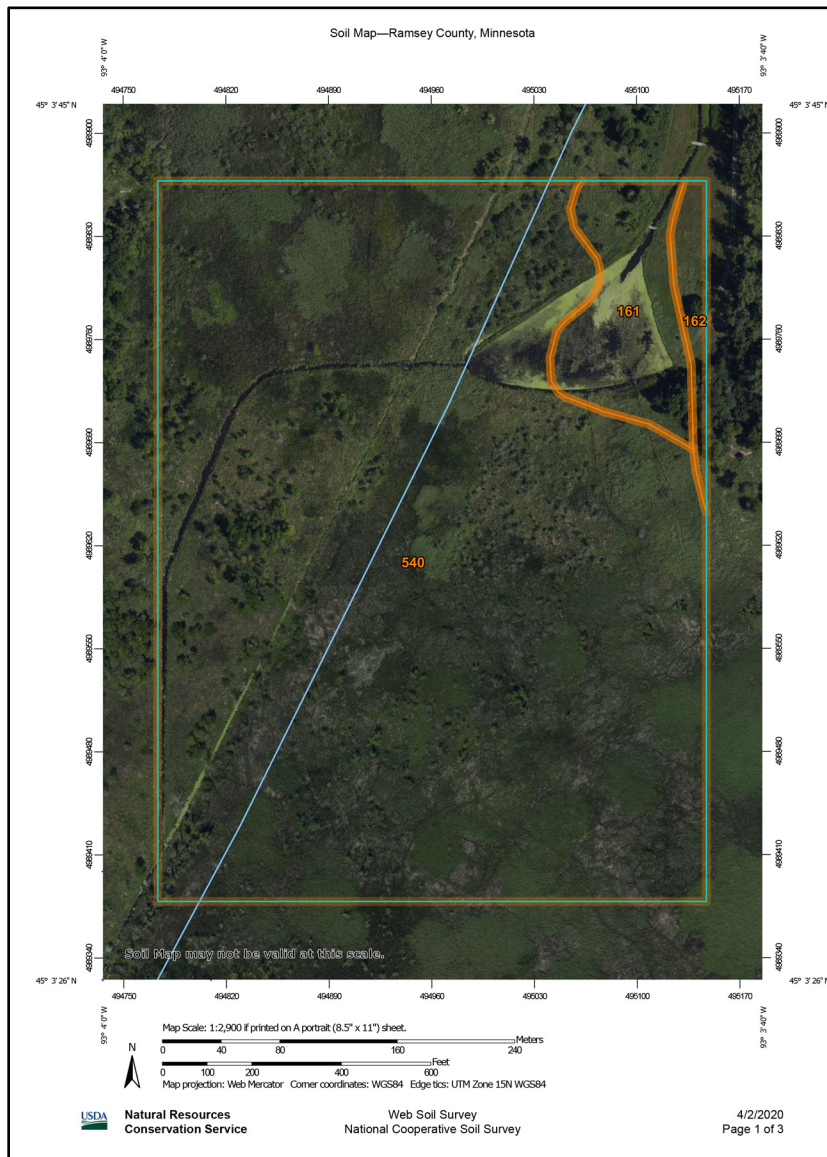 Soil Map—Ramsey County, Minnesota
93° 4' 0'' W
93° 3' 40'' W
494750 494820 494890 494960 495030 495100 495170
45° 3' 45'' N
45° 3' 45'' N
4989900
4989900
4989830
4989830
161
162
4989760
4989760
4989690
4989690
4989620
4989620
540
4989550
4989550
4989480
4989480
4989410
4989410
Soil Map may not be valid at this scale.
4989340
4989340
45° 3' 26'' N
45° 3' 26'' N
494750 494820 494890 494960 495030 495100 495170
93° 4' 0'' W
93° 3' 40'' W
Map Scale: 1:2,900 if printed on A portrait (8.5" x 11") sheet.
N
Meters
0 40 80 160 240
Feet
0 100 200 400 600
Map projection: Web Mercator Corner coordinates: WGS84 Edge tics: UTM Zone 15N WGS84
USDA
Natural Resources
Conservation Service
Web Soil Survey
National Cooperative Soil Survey
4/2/2020
Page 1 of 3